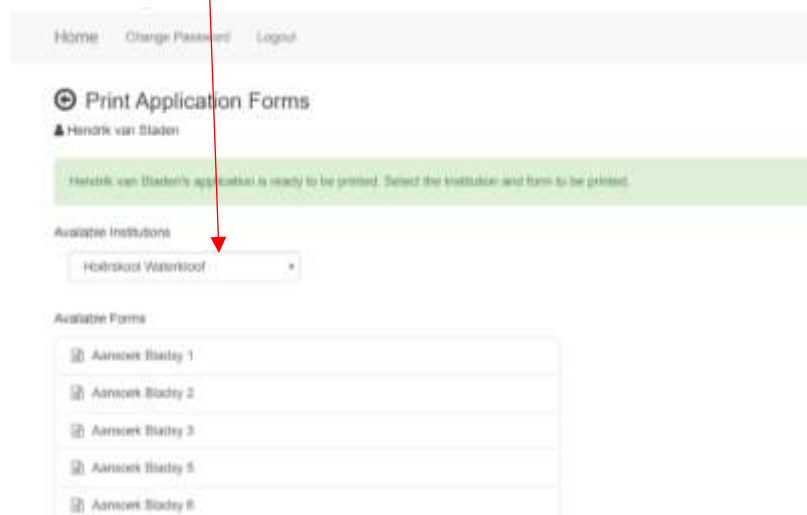 Home Change Password Logout
Print Application Forms
Hendrik van Staden
Hendrik van Staden's application is ready to be printed. Select the institution and form to be printed.
Available Institutions
Hoërskool Waterkloof
Available Forms
Aansoek Bladsy 1
Aansoek Bladsy 2
Aansoek Bladsy 3
Aansoek Bladsy 5
Aansoek Bladsy 6